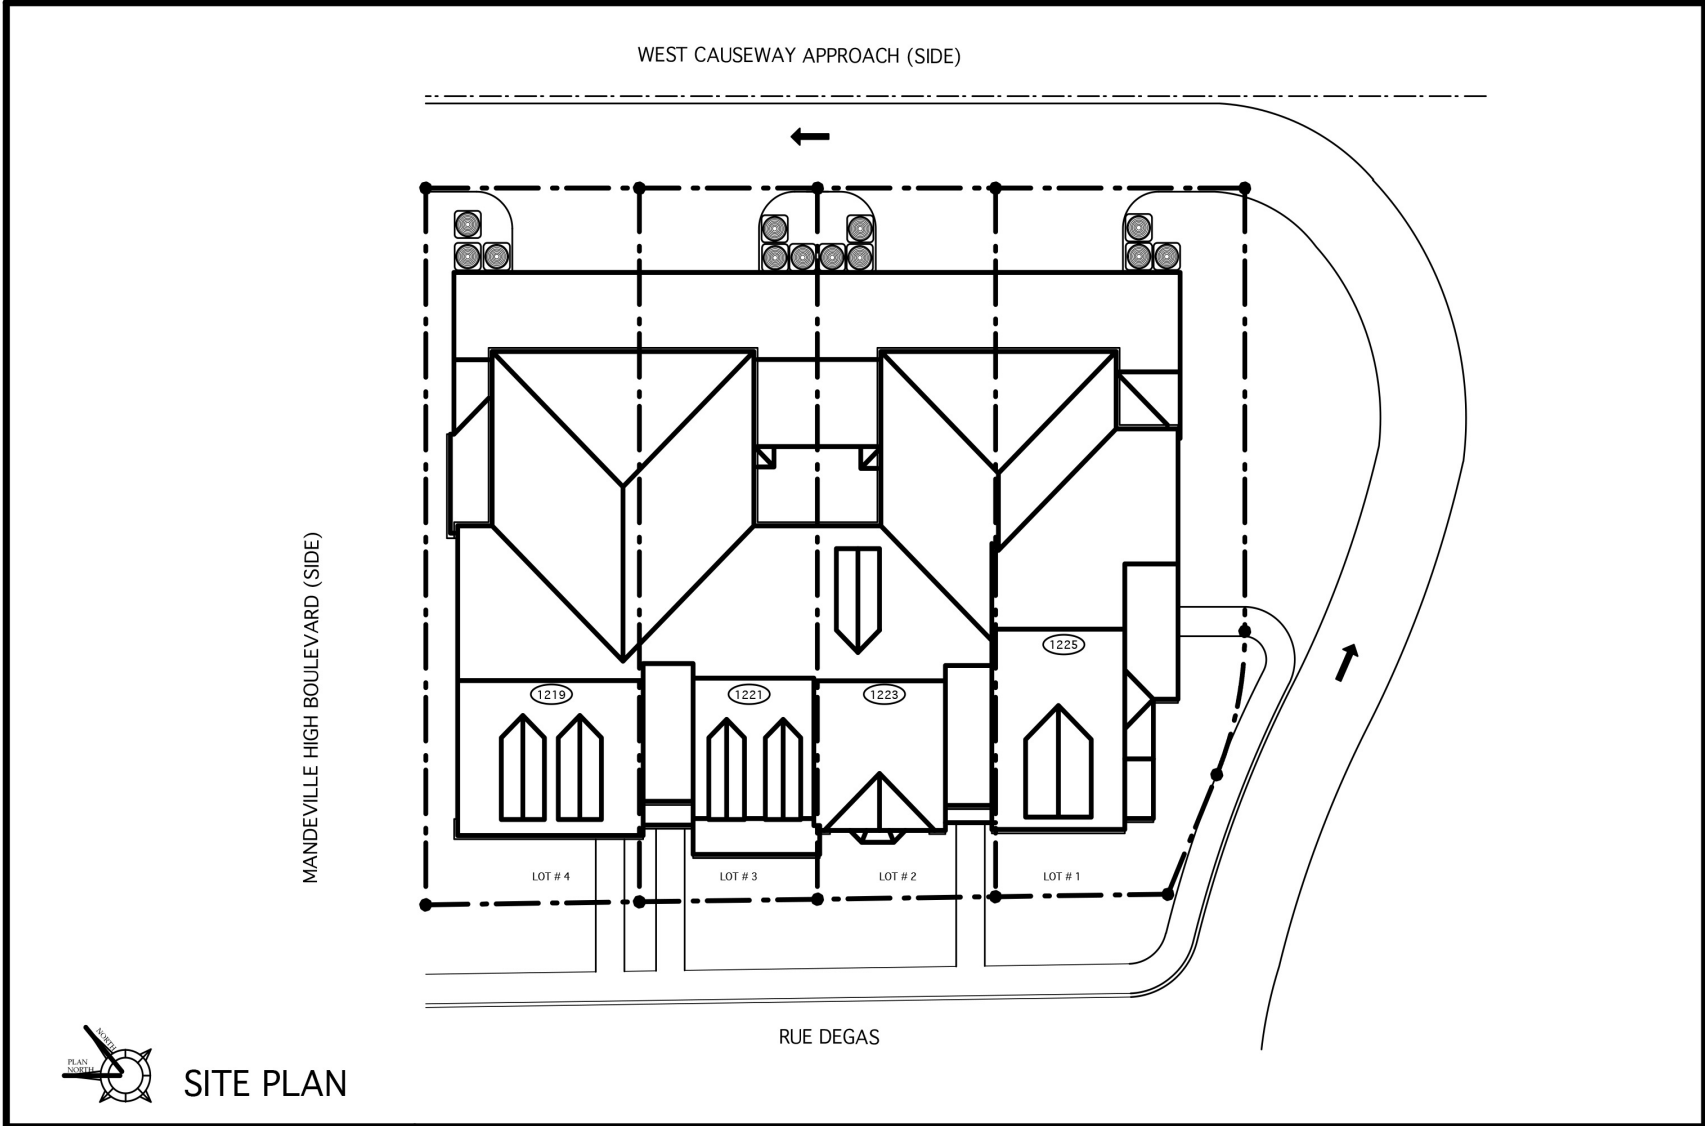 WEST CAUSEWAY APPROACH (SIDE)
MANDEVILLE HIGH BOULEVARD (SIDE)
1225
1219
1221
1223
LOT # 4
LOT # 3
LOT # 2
LOT # 1
RUE DEGAS
NORTH
PLAN
NORTH
SITE PLAN